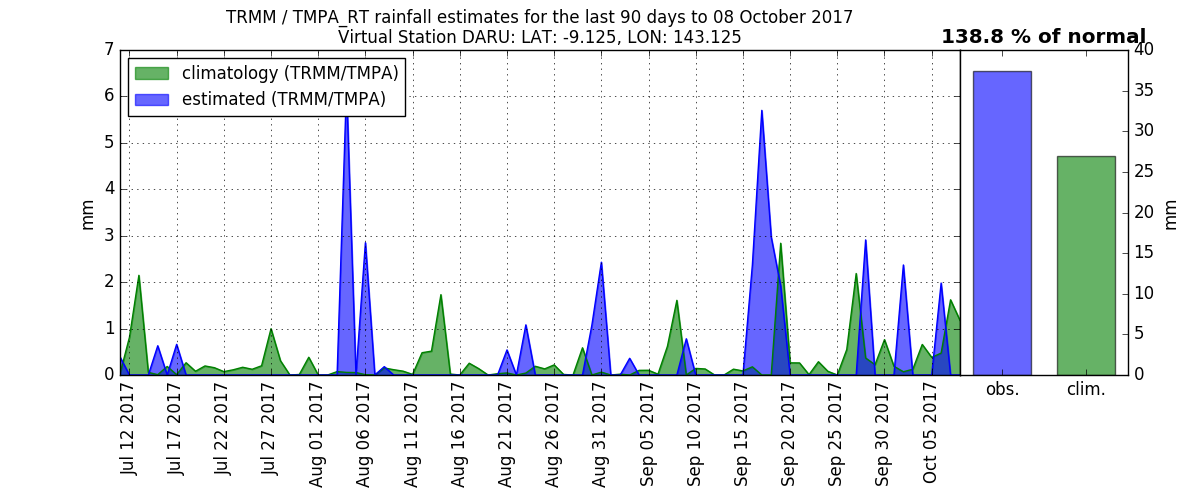 TRMM / TMPA_RT rainfall estimates for the last 90 days to 08 October 2017
Virtual Station DARU: LAT: -9.125, LON: 143.125
138.8 % of normal
climatology (TRMM/TMPA)
estimated (TRMM/TMPA)
7
6
5
4
3
2
1
0
mm
Jul 12 2017
Jul 17 2017
Jul 22 2017
Jul 27 2017
Aug 01 2017
Aug 06 2017
Aug 11 2017
Aug 16 2017
Aug 21 2017
Aug 26 2017
Aug 31 2017
Sep 05 2017
Sep 10 2017
Sep 15 2017
Sep 20 2017
Sep 25 2017
Sep 30 2017
Oct 05 2017
obs.
clim.
40
35
30
25
20
15
10
5
0
mm